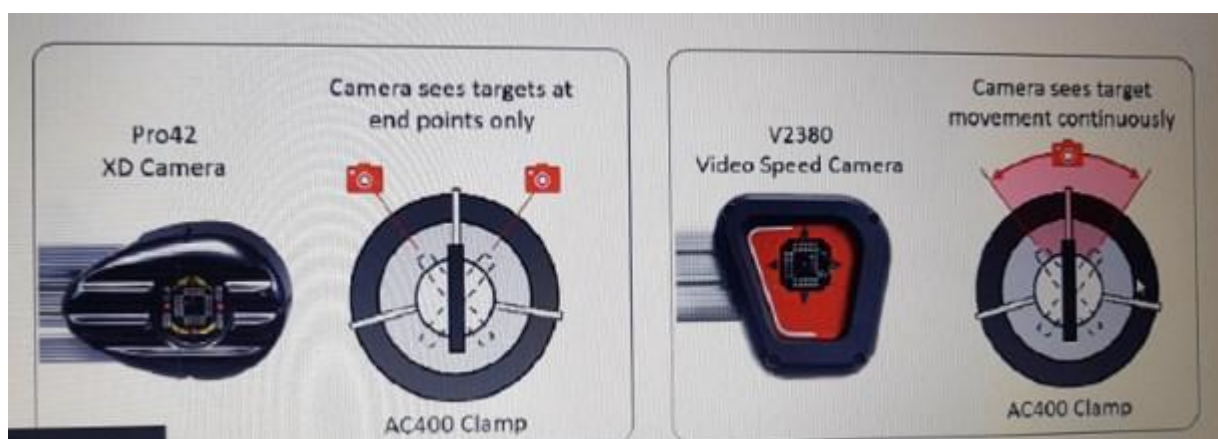 Camera sees targets at
end points only
Pro42
XD Camera
AC400 Clamp
Camera sees target
movement continuously
V2380
Video Speed Camera
AC400 Clamp